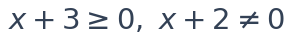 x + 3 ≥ 0, x + 2 ≠ 0